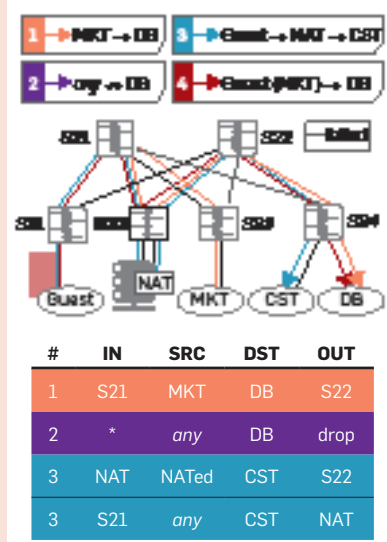 1 MKT → DB 3 Guest → NAT → CST
2 any → DB 4 Guest (MKT) → DB
S21 S22
NAT
Guest MKT CST DB
# IN SRC DST OUT
1 S21 MKT DB S22
2 * any DB drop
3 NAT NATed CST S22
3 S21 any CST NAT